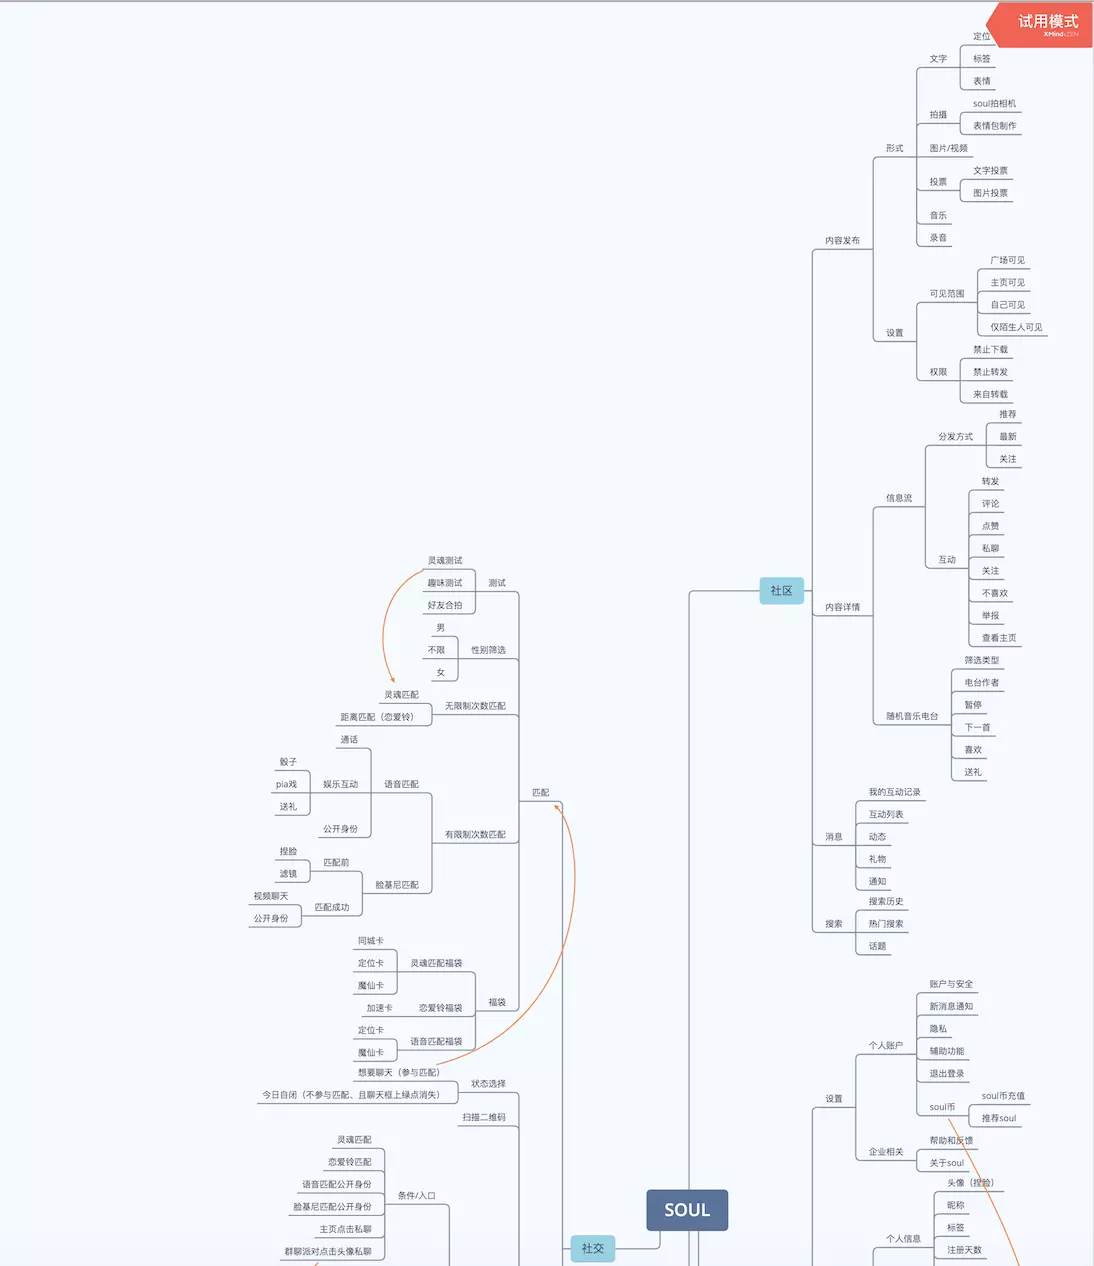 试用模式
XMind:ZEN
定位
文字
标签
表情
soul拍相机
拍摄
表情包制作
形式
图片/视频
文字投票
投票
图片投票
音乐
录音
内容发布
广场可见
主页可见
可见范围
自己可见
仅陌生人可见
设置
禁止下载
权限
禁止转发
来自转载
推荐
分发方式
最新
关注
信息流
转发
评论
点赞
私聊
互动
关注
不喜欢
举报
查看主页
社区
内容详情
筛选类型
电台作者
暂停
随机音乐电台
下一首
喜欢
送礼
我的互动记录
互动列表
消息
动态
礼物
通知
搜索历史
搜索
热门搜索
话题
灵魂测试
趣味测试
测试
好友合拍
男
不限
性别筛选
女
灵魂匹配
无限制次数匹配
距离匹配（恋爱铃）
通话
骰子
pia戏
娱乐互动
语音匹配
送礼
公开身份
匹配
有限制次数匹配
捏脸
匹配前
滤镜
脸基尼匹配
视频聊天
匹配成功
公开身份
同城卡
定位卡
灵魂匹配福袋
魔仙卡
福袋
加速卡
恋爱铃福袋
定位卡
语音匹配福袋
魔仙卡
想要聊天（参与匹配）
状态选择
今日自闭（不参与匹配、且聊天框上绿点消失）
扫描二维码
灵魂匹配
恋爱铃匹配
语音匹配公开身份
条件/入口
脸基尼匹配公开身份
主页点击私聊
群聊派对点击头像私聊
SOUL
社交
账户与安全
新消息通知
隐私
个人账户
辅助功能
退出登录
设置
soul币
soul币充值
推荐soul
企业相关
帮助和反馈
关于soul
头像（捏脸）
昵称
标签
个人信息
注册天数